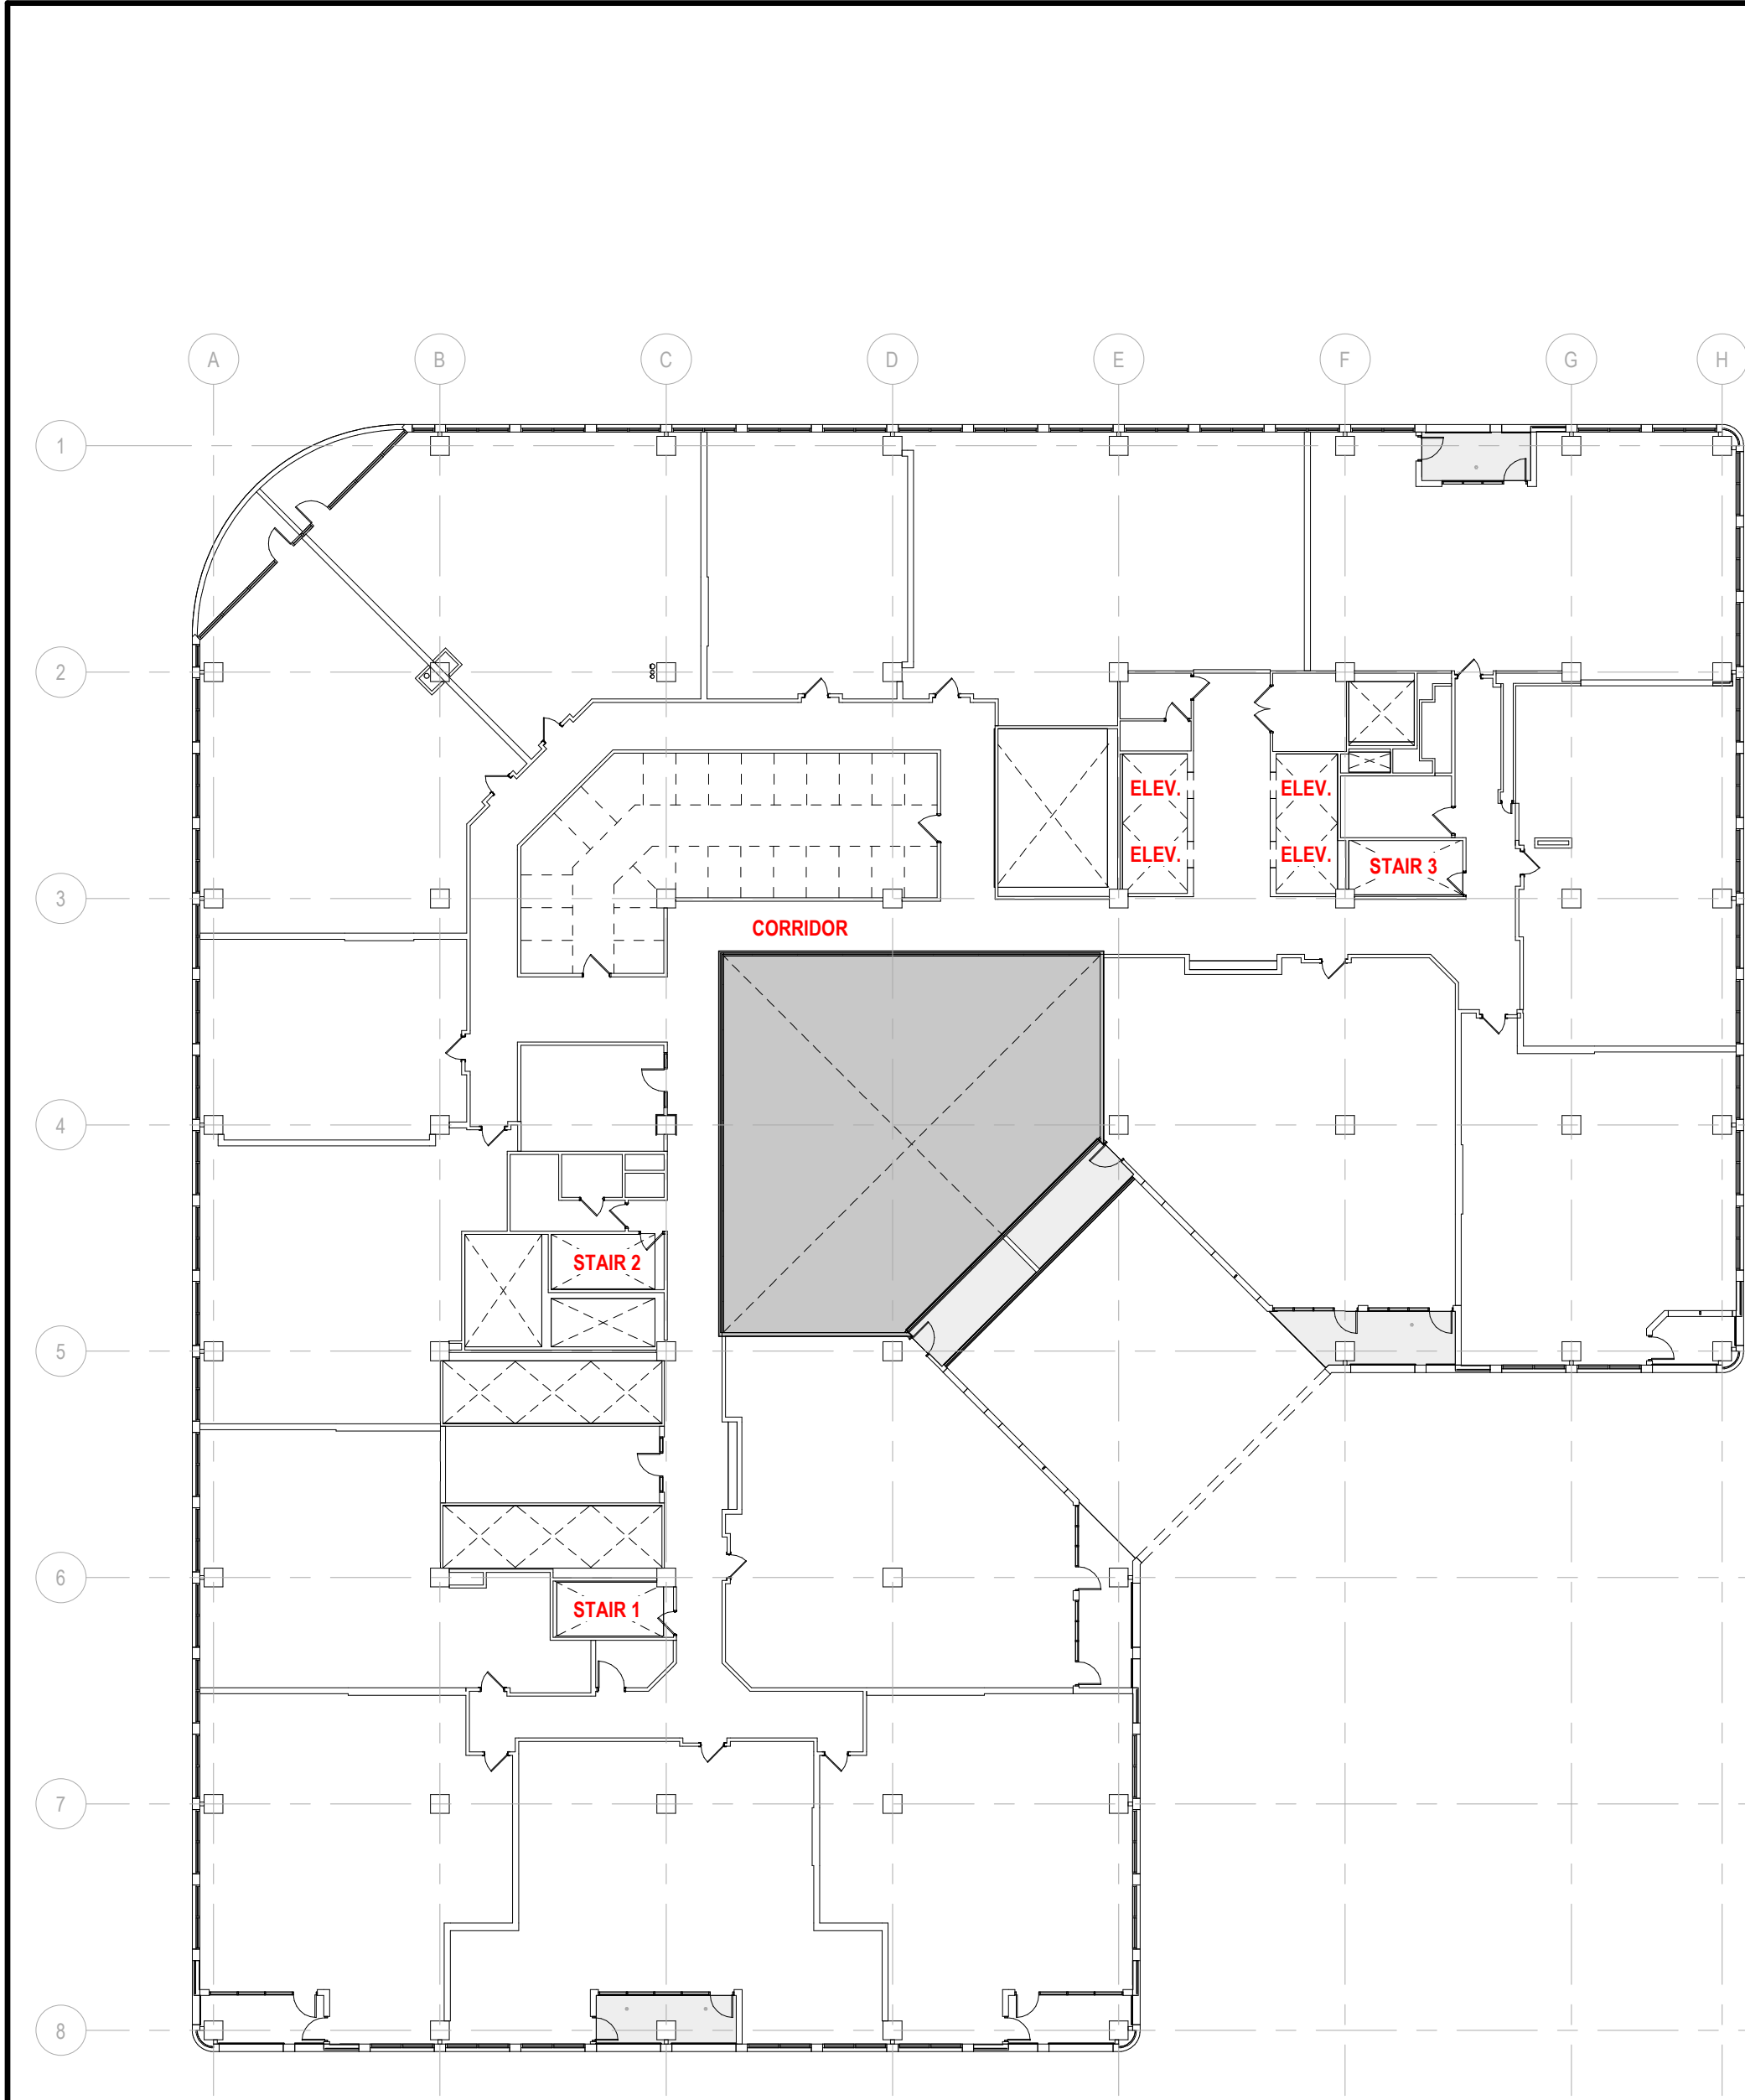 A B C D E F G H
1
2
ELEV. ELEV.
ELEV. ELEV.
STAIR 3
3
CORRIDOR
4
STAIR 2
5
6
STAIR 1
7
8